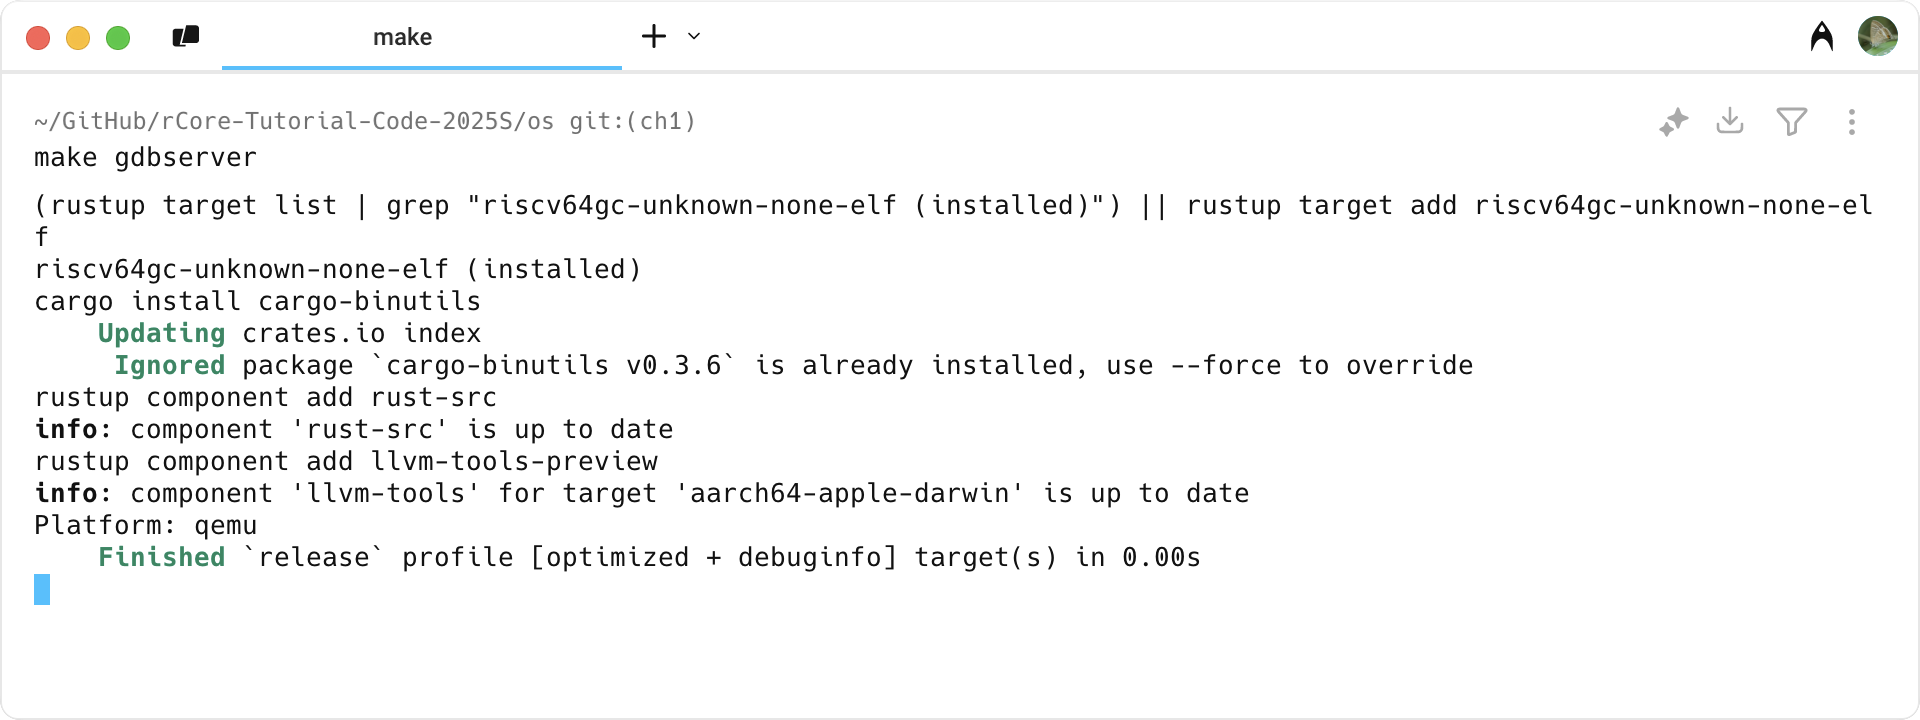 make
~/GitHub/rCore-Tutorial-Code-2025S/os git:(ch1)
make gdbserver
(rustup target list | grep "riscv64gc-unknown-none-elf (installed)") || rustup target add riscv64gc-unknown-none-el
f
riscv64gc-unknown-none-elf (installed)
cargo install cargo-binutils
    Updating crates.io index
     Ignored package `cargo-binutils v0.3.6` is already installed, use --force to override
rustup component add rust-src
info: component 'rust-src' is up to date
rustup component add llvm-tools-preview
info: component 'llvm-tools' for target 'aarch64-apple-darwin' is up to date
Platform: qemu
    Finished `release` profile [optimized + debuginfo] target(s) in 0.00s